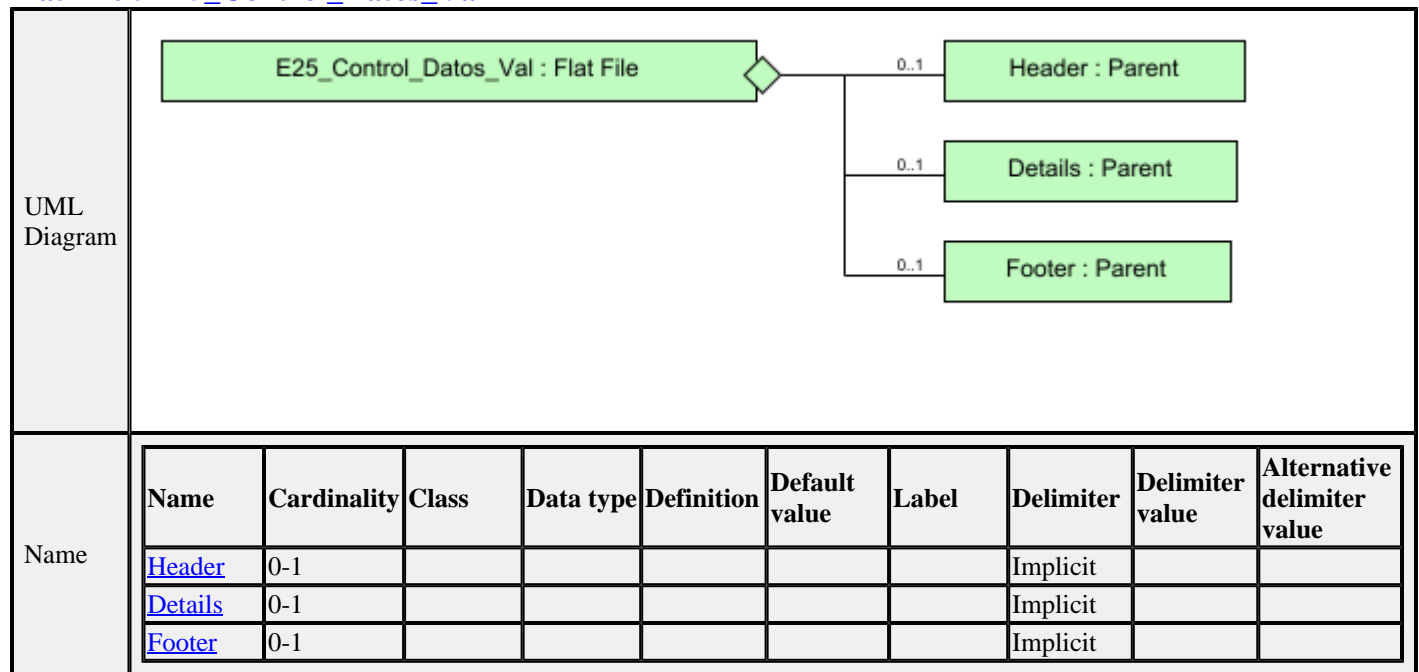 E25_Control_Datos_Val : Flat File
0..1
Header : Parent
0..1
Details : Parent
UML
Diagram
0..1
Footer : Parent
Name
Name Cardinality Class Data type Definition Default value Label Delimiter Delimiter value Alternative delimiter value
Header 0-1 Implicit
Details 0-1 Implicit
Footer 0-1 Implicit